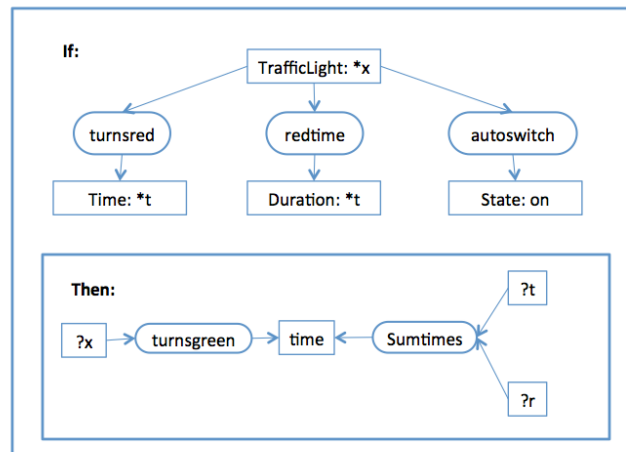 If:
TrafficLight: *x
turnsred
redtime
autoswitch
Time: *t
Duration: *t
State: on
Then:
?t
?x
turnsgreen
time
Sumtimes
?r